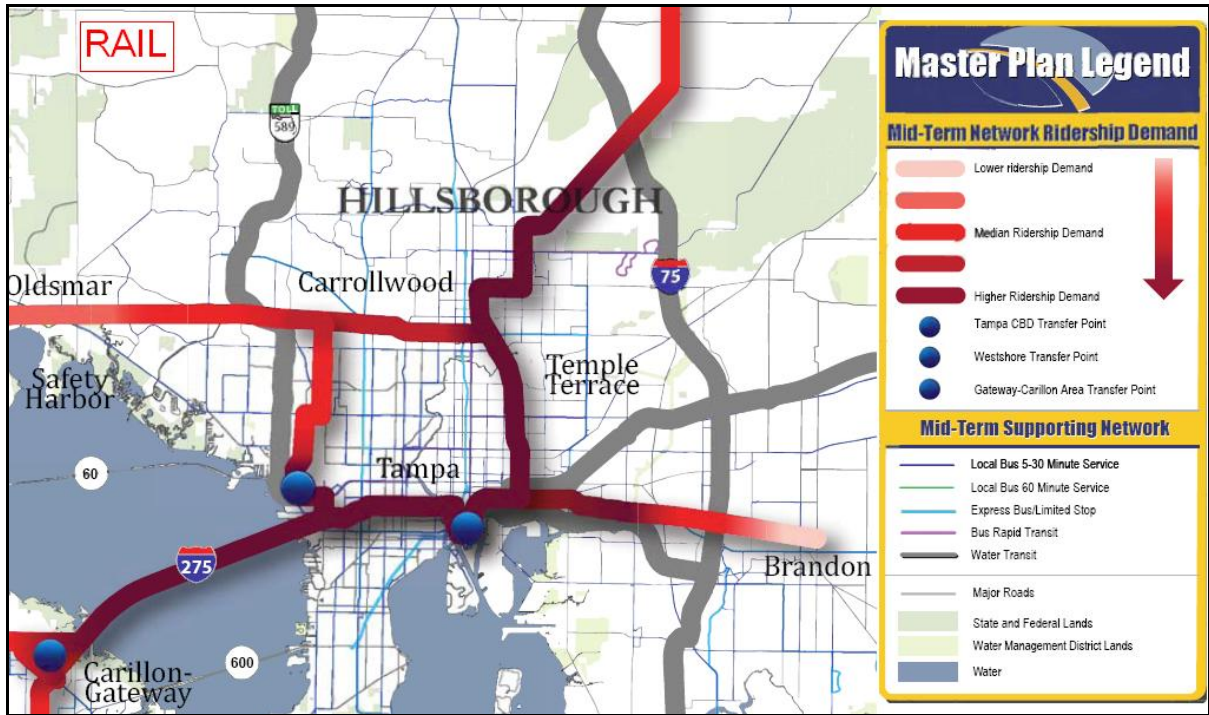 RAIL
TOLL
589
HILLSBOROUGH
75
Oldsmar
Carrollwood
Safety
Harbor
Temple
Terrace
60
Tampa
275
Brandon
Carillon-
Gateway
600
Master Plan Legend
Mid-Term Network Ridership Demand
Lower ridership Demand
Median Ridership Demand
Higher Ridership Demand
Tampa CBD Transfer Point
Westshore Transfer Point
Gateway-Carillon Area Transfer Point
Mid-Term Supporting Network
Local Bus 5-30 Minute Service
Local Bus 60 Minute Service
Express Bus/Limited Stop
Bus Rapid Transit
Water Transit
Major Roads
State and Federal Lands
Water Management District Lands
Water